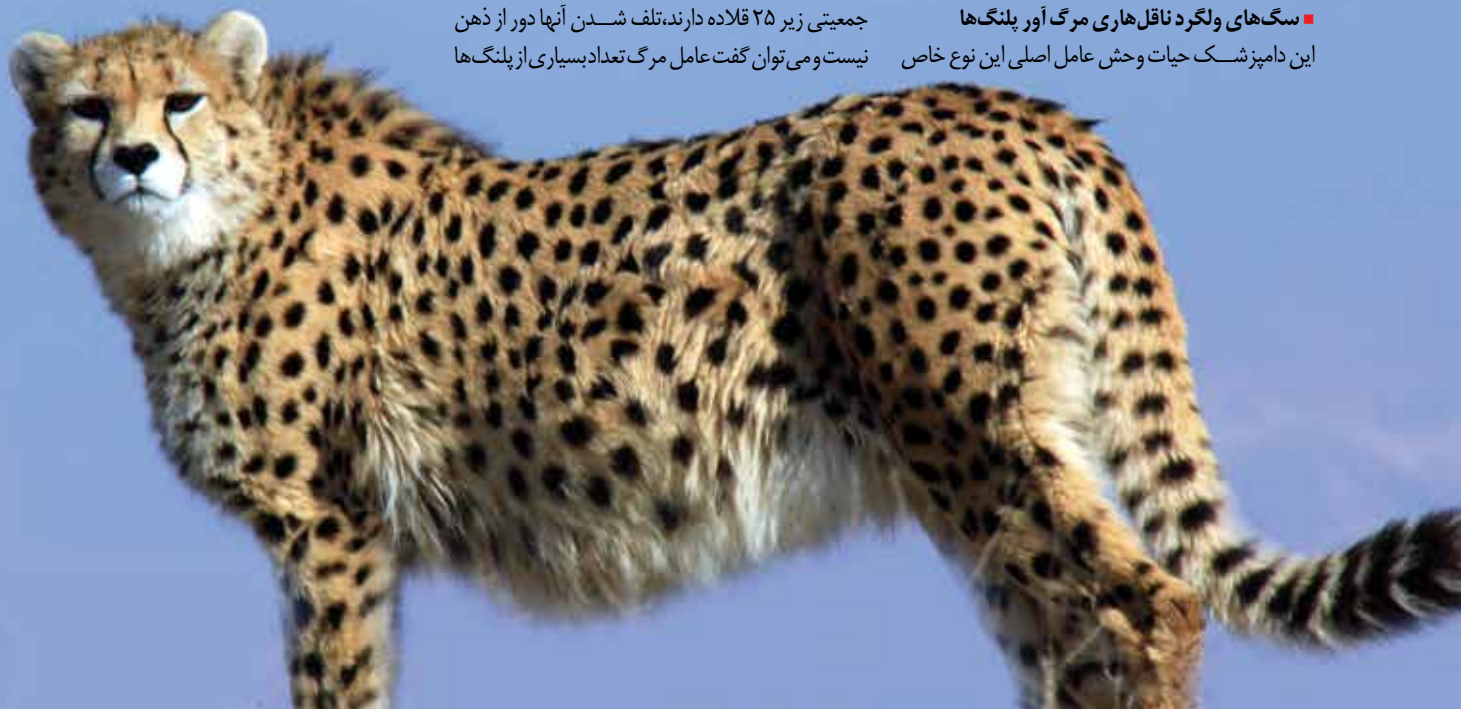 ■ سگ‌های ولگرد ناقل‌هاری مرگ آور پلنگ‌ها
این دامپزشــک حیات وحش عامل اصلی این نوع خاص
جمعیتی زیر ۲۵ قلاده دارند،تلف شــدن آنها دور از ذهن
نیست و می‌توان گفت عامل مرگ تعداد بسیاری از پلنگ‌ها